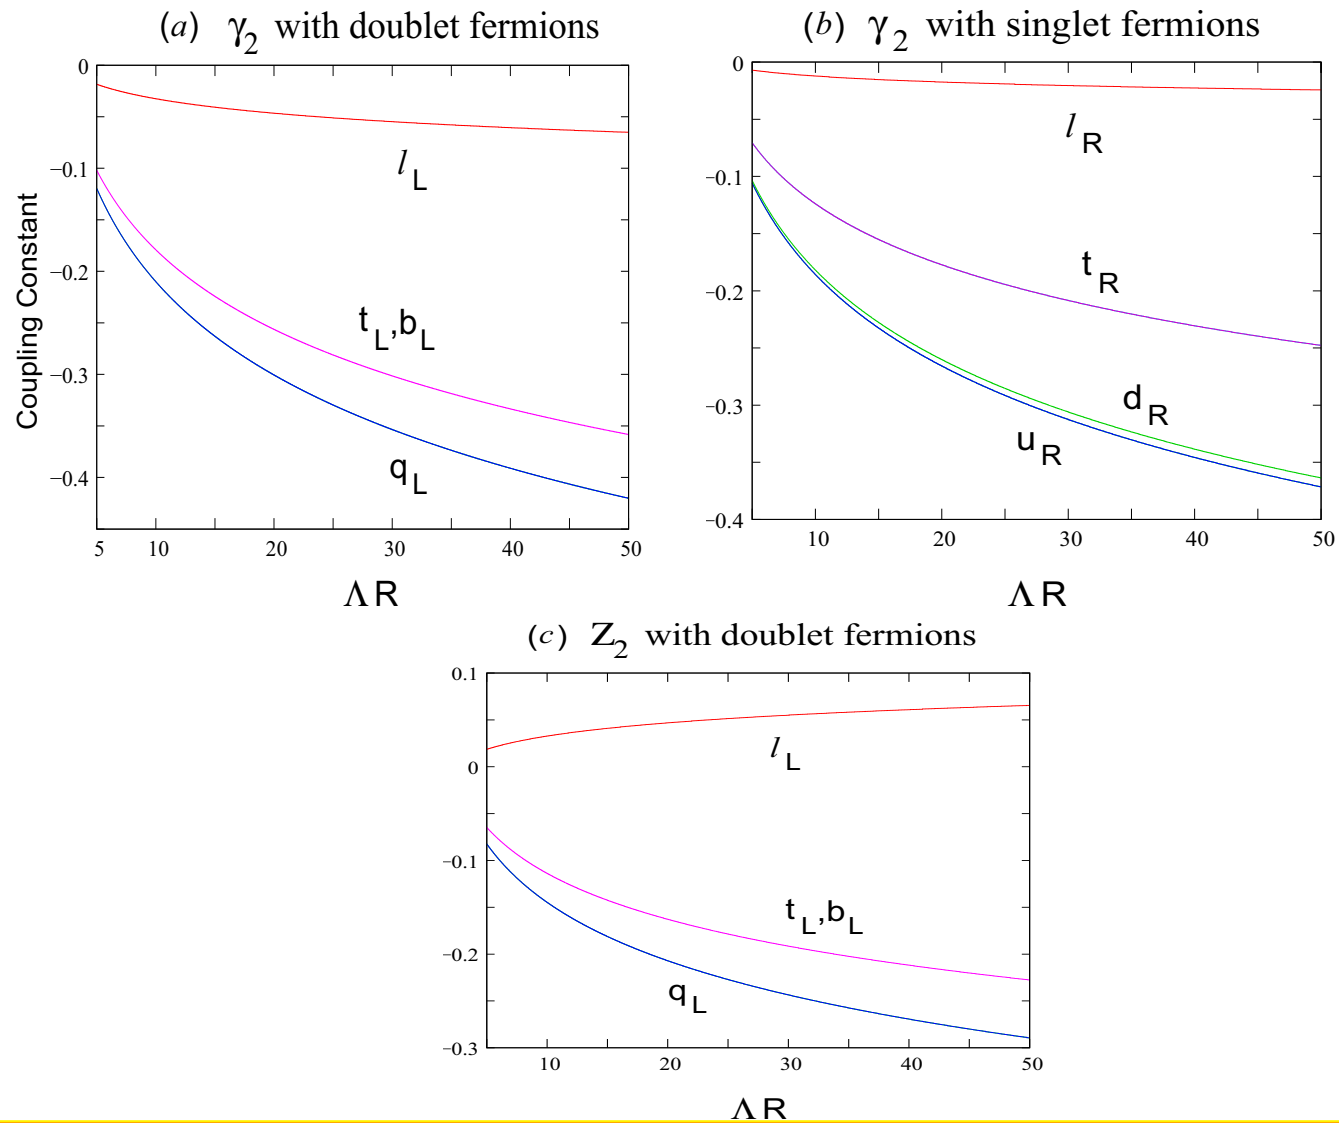 (a) γ2 with doublet fermions
(b) γ2 with singlet fermions
0
−0.1
−0.2
−0.3
−0.4
Coupling Constant
lL
tL,bL
qL
5 10 30 40 50
ΛR
0
−0.1
−0.2
−0.3
−0.4
lR
tR
dR
uR
10 20 30 40 50
ΛR
(c) Z2 with doublet fermions
0.1
0
−0.1
−0.2
−0.3
lL
tL,bL
qL
10 20 30 40 50
ΛR